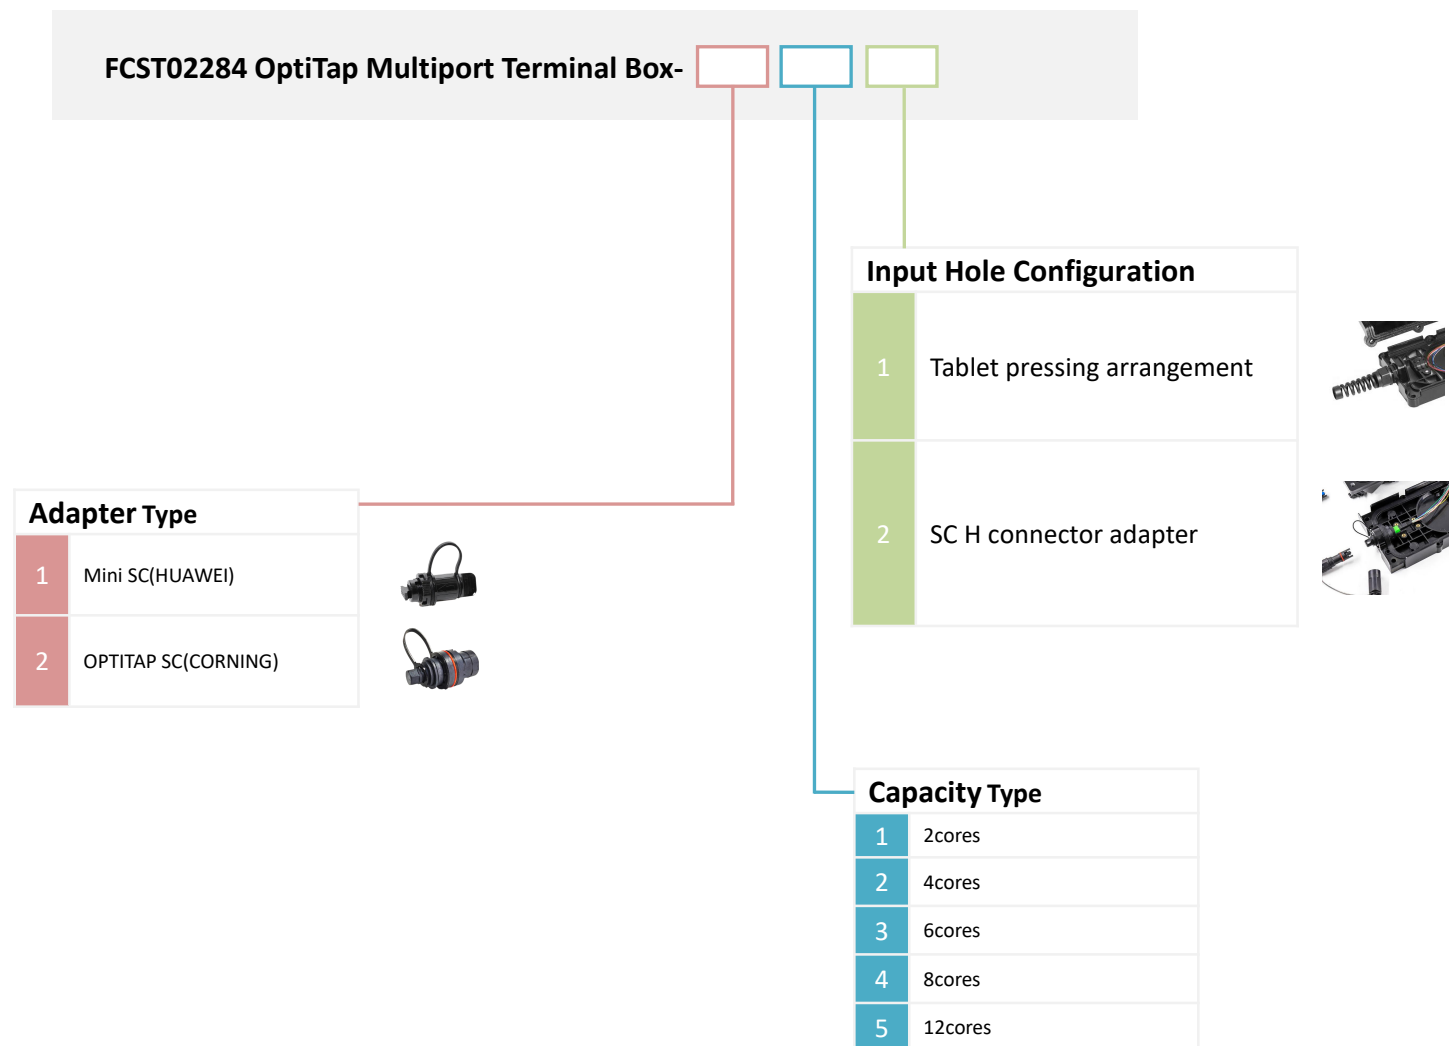 FCST02284 OptiTap Multiport Terminal Box-
Input Hole Configuration
1 Tablet pressing arrangement
2 SC H connector adapter
Adapter Type
1 Mini SC(HUAWEI)
2 OPTITAP SC(CORNING)
Capacity Type
1 2cores
2 4cores
3 6cores
4 8cores
5 12cores